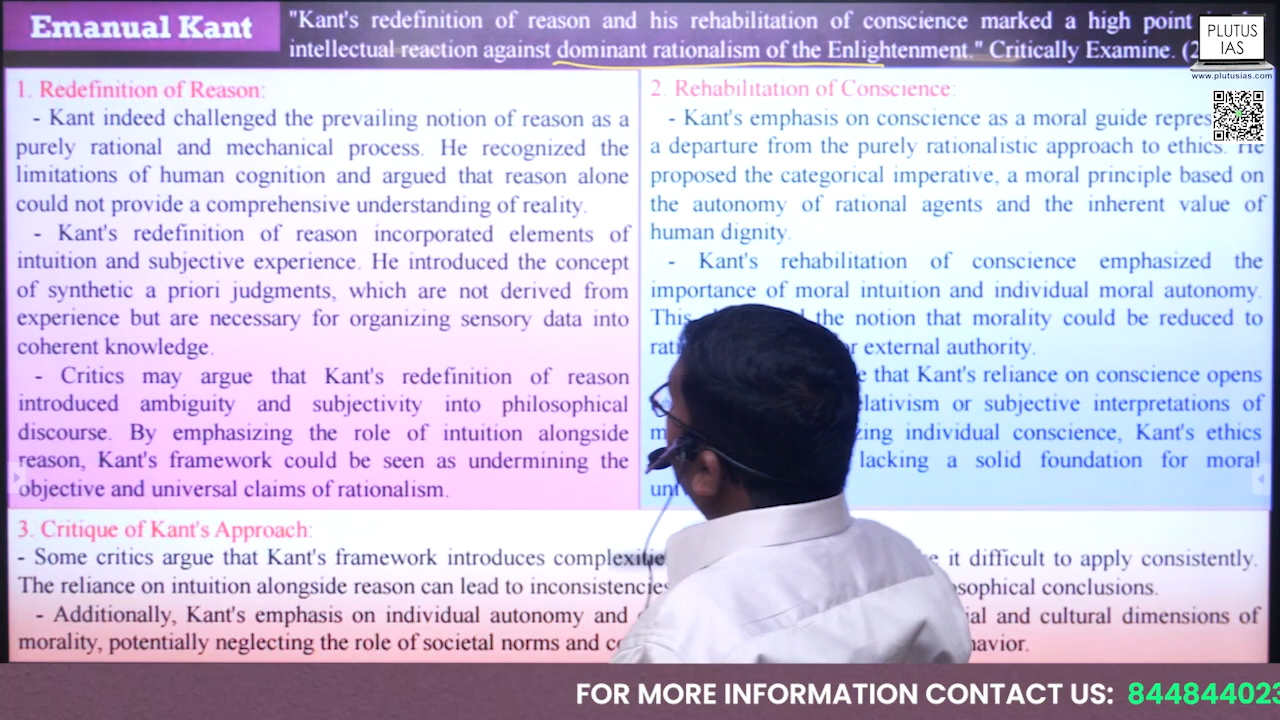 Emanual Kant
"Kant's redefinition of reason and his rehabilitation of conscience marked a high point
intellectual reaction against dominant rationalism of the Enlightenment." Critically Examine. (2
PLUTUS
IAS
www.plutusias.com
1. Redefinition of Reason:
- Kant indeed challenged the prevailing notion of reason as a
purely rational and mechanical process. He recognized the
limitations of human cognition and argued that reason alone
could not provide a comprehensive understanding of reality.
- Kant's redefinition of reason incorporated elements of
intuition and subjective experience. He introduced the concept
of synthetic a priori judgments, which are not derived from
experience but are necessary for organizing sensory data into
coherent knowledge.
- Critics may argue that Kant's redefinition of reason
introduced ambiguity and subjectivity into philosophical
discourse. By emphasizing the role of intuition alongside
reason, Kant's framework could be seen as undermining the
objective and universal claims of rationalism.
2. Rehabilitation of Conscience:
- Kant's emphasis on conscience as a moral guide
a departure from the purely rationalistic approach to ethics. He
proposed the categorical imperative, a moral principle based on
the autonomy of rational agents and the inherent value of
human dignity.
- Kant's rehabilitation of conscience emphasized the
importance of moral intuition and individual moral autonomy.
This the notion that morality could be reduced to
external authority.
that Kant's reliance on conscience opens
or subjective interpretations of
individual conscience, Kant's ethics
lacking a solid foundation for moral
3. Critique of Kant's Approach:
- Some critics argue that Kant's framework introduces it difficult to apply consistently.
The reliance on intuition alongside reason can lead to conclusions.
- Additionally, Kant's emphasis on individual autonomy and and cultural dimensions of
morality, potentially neglecting the role of societal norms and
FOR MORE INFORMATION CONTACT US: 844844023